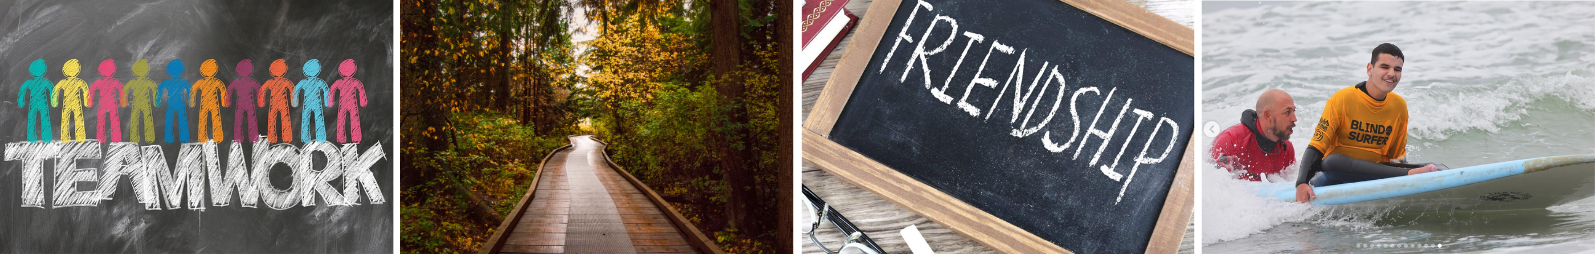 TEAMWORK
FRIENDSHIP
BLIND
SURFER